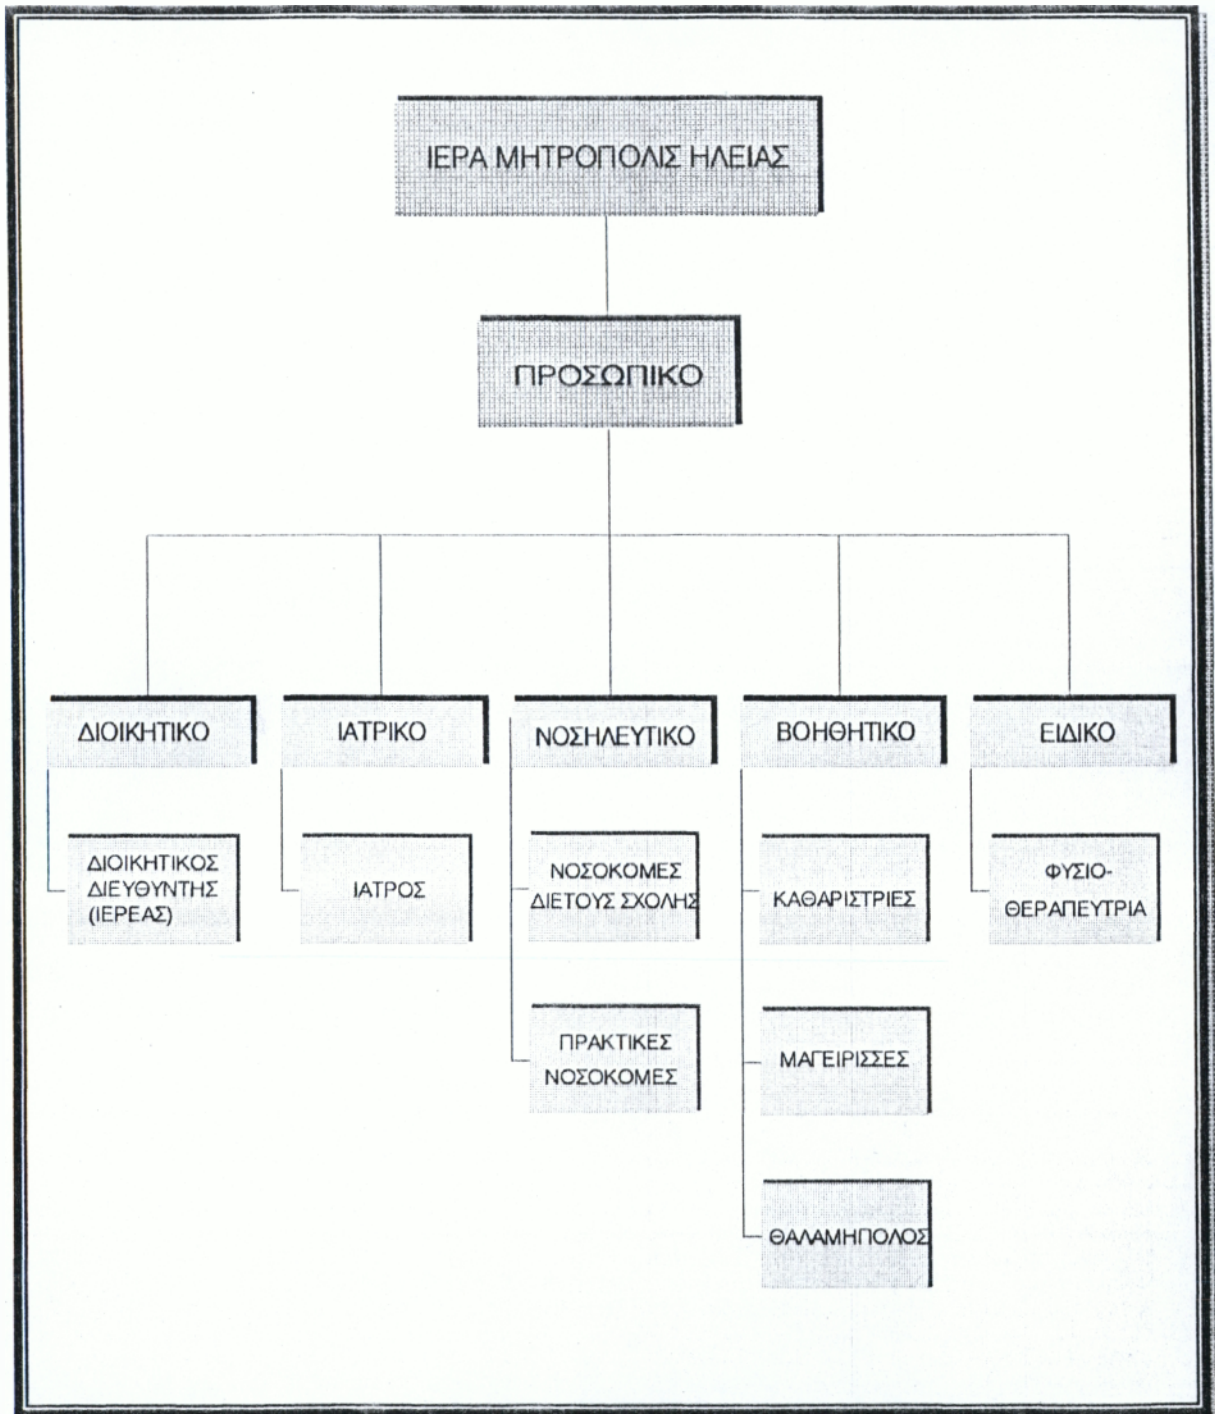 ΙΕΡΑ ΜΗΤΡΟΠΟΛΙΣ ΗΛΕΙΑΣ
ΠΡΟΣΩΠΙΚΟ
ΔΙΟΙΚΗΤΙΚΟ
ΙΑΤΡΙΚΟ
ΝΟΣΗΛΕΥΤΙΚΟ
ΒΟΗΘΗΤΙΚΟ
ΕΙΔΙΚΟ
ΔΙΟΙΚΗΤΙΚΟΣ
ΔΙΕΥΘΥΝΤΗΣ
(ΙΕΡΕΑΣ)
ΙΑΤΡΟΣ
ΝΟΣΟΚΟΜΕΣ
ΔΙΕΤΟΥΣ ΣΧΟΛΗΣ
ΚΑΘΑΡΙΣΤΡΙΕΣ
ΦΥΣΙΟ-
ΘΕΡΑΠΕΥΤΡΙΑ
ΠΡΑΚΤΙΚΕΣ
ΝΟΣΟΚΟΜΕΣ
ΜΑΓΕΙΡΙΣΣΕΣ
ΘΑΛΑΜΗΠΟΛΟΣ